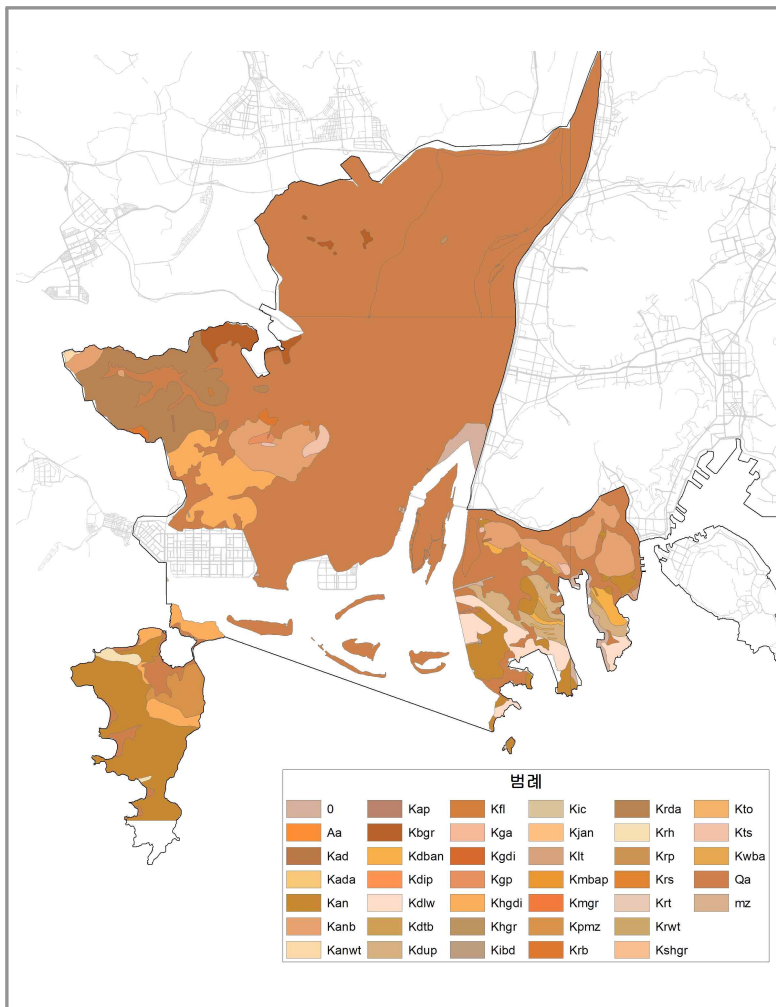 범례
0 Kap Kfl Kic Krda Kto
Aa Kbgr Kga Kjan Krh Kts
Kad Kdban Kgdi Klt Krp Kwba
Kada Kdip Kgp Kmbap Krs Qa
Kan Kdlw Khgdi Kmgr Krt mz
Kanb Kdtb Khgr Kpmz Krwt
Kanwt Kdup Kibd Krb Kshgr